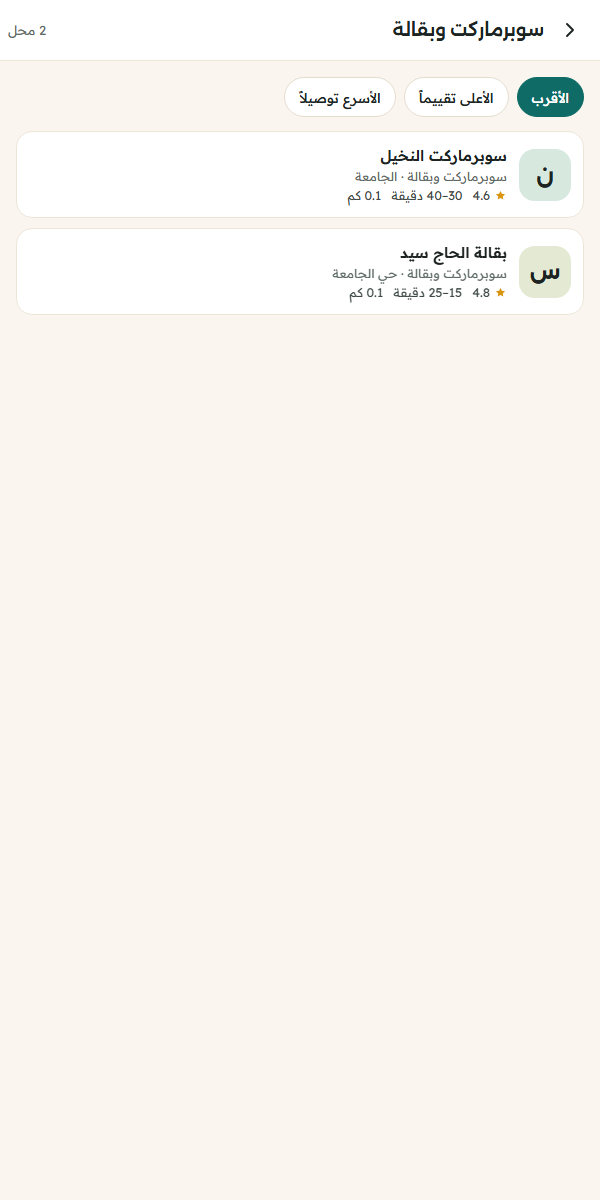 سوبرماركت وبقالة
2 محل
الأقرب
الأعلى تقييماً
الأسرع توصيلاً
ن
سوبرماركت النخيل
سوبرماركت وبقالة · الجامعة
★ 4.6 30–40 دقيقة 0.1 كم
س
بقالة الحاج سيد
سوبرماركت وبقالة · حي الجامعة
★ 4.8 15–25 دقيقة 0.1 كم